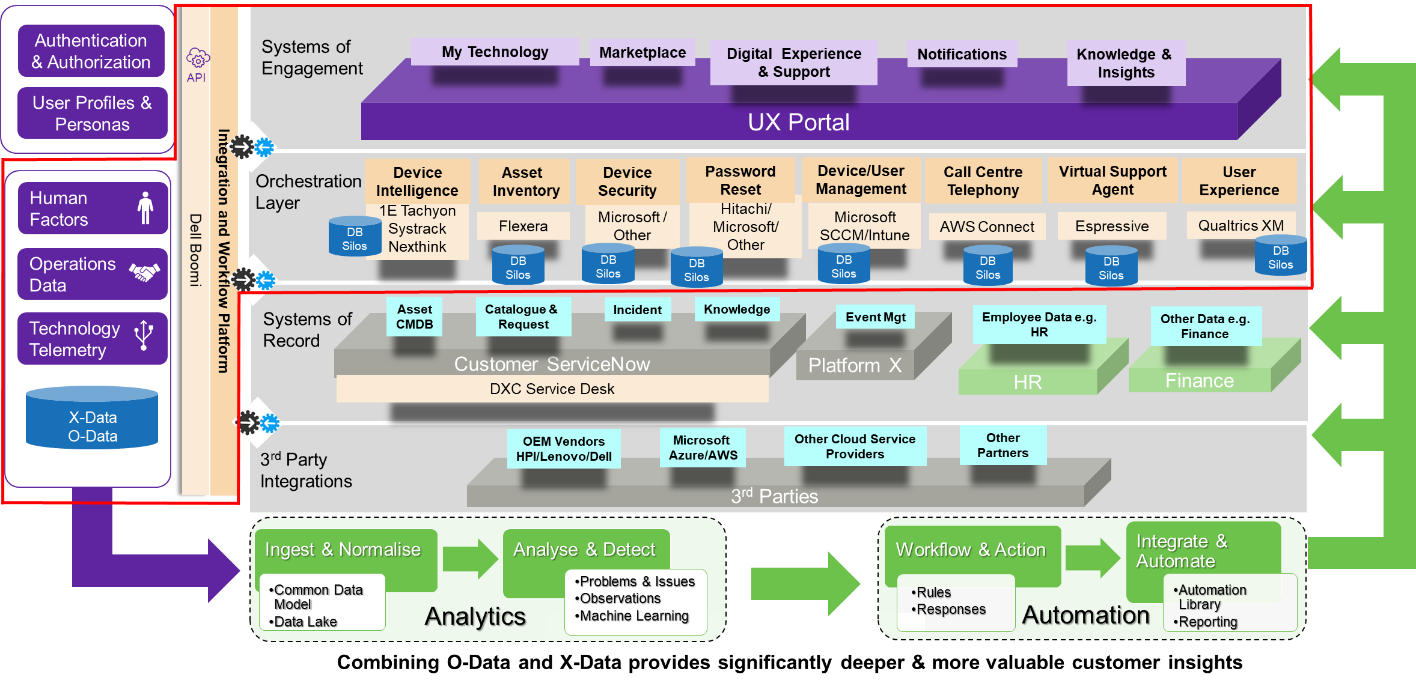 Authentication
& Authorization
User Profiles &
Personas
Human
Factors
Operations
Data
Technology
Telemetry
X-Data
O-Data
API
Dell Boomi
Integration and Workflow Platform
Systems of
Engagement
My Technology
Marketplace
Digital Experience
& Support
Notifications
Knowledge &
Insights
UX Portal
Orchestration
Layer
Device
Intelligence
1E Tachyon
Systrack
Nexthink
DB
Silos
Asset
Inventory
Flexera
DB
Silos
Device
Security
Microsoft /
Other
DB
Silos
Password
Reset
Hitachi/
Microsoft/
Other
DB
Silos
Device/User
Management
Microsoft
SCCM/Intune
DB
Silos
Call Centre
Telephony
AWS Connect
DB
Silos
Virtual Support
Agent
Espressive
DB
Silos
User
Experience
Qualtrics XM
DB
Silos
Systems of
Record
Asset
CMDB
Catalogue &
Request
Incident
Knowledge
Customer ServiceNow
DXC Service Desk
Event Mgt
Platform X
Employee Data e.g.
HR
HR
Other Data e.g.
Finance
Finance
3rd Party
Integrations
OEM Vendors
HPI/Lenovo/Dell
Microsoft
Azure/AWS
Other Cloud Service
Providers
Other
Partners
3rd Parties
Ingest & Normalise
•Common Data
Model
•Data Lake
Analyse & Detect
•Problems & Issues
•Observations
•Machine Learning
Analytics
Workflow & Action
•Rules
•Responses
Integrate &
Automate
•Automation
Library
•Reporting
Automation
Combining O-Data and X-Data provides significantly deeper & more valuable customer insights